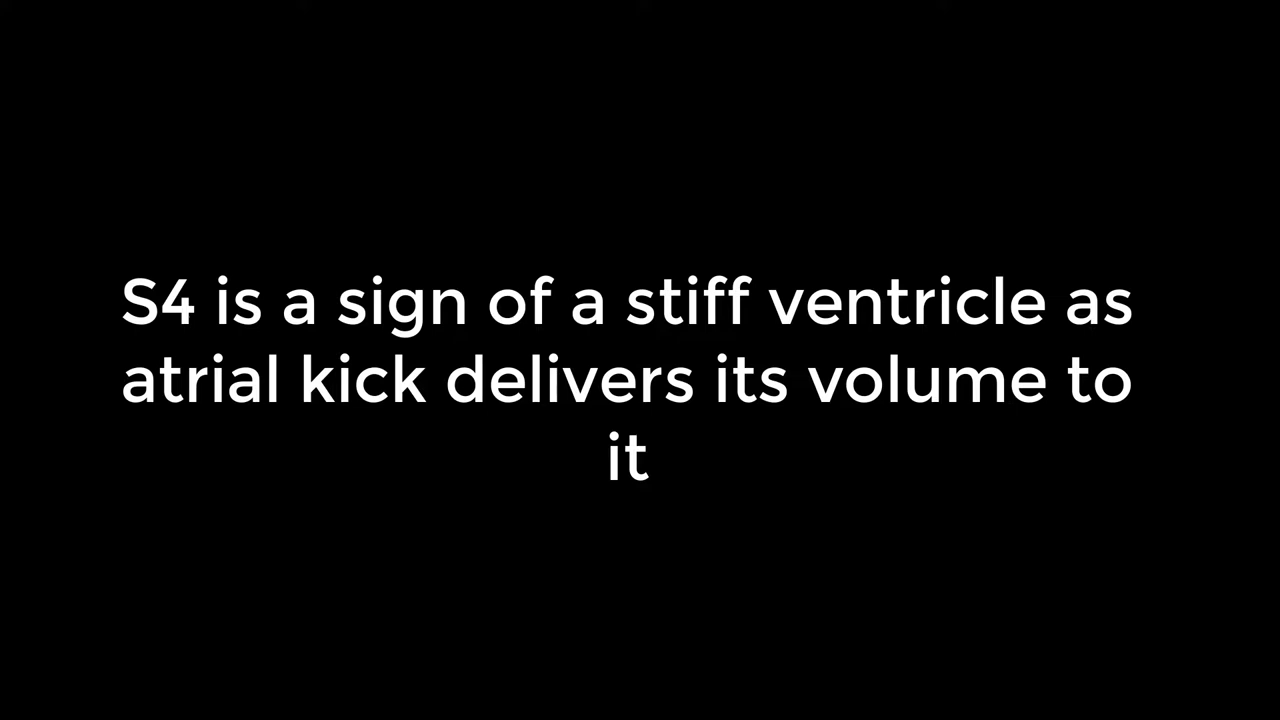 S4 is a sign of a stiff ventricle as
atrial kick delivers its volume to
it